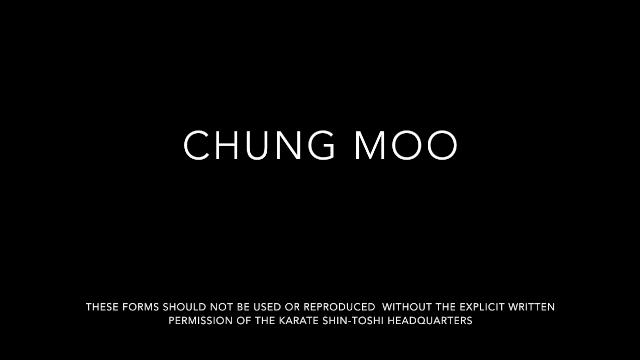 CHUNG MOO
THESE FORMS SHOULD NOT BE USED OR REPRODUCED  WITHOUT THE EXPLICIT WRITTEN
PERMISSION OF THE KARATE SHIN-TOSHI HEADQUARTERS